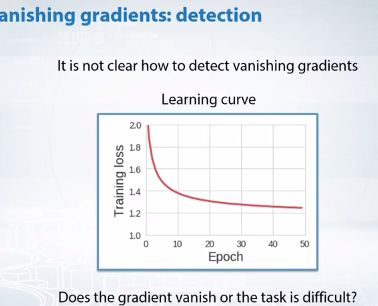 anishing gradients: detection
It is not clear how to detect vanishing gradients
Learning curve
2.0
1.8
1.6
1.4
1.2
1.0
Training loss
0 10 20 30 40 50
Epoch
Does the gradient vanish or the task is difficult?